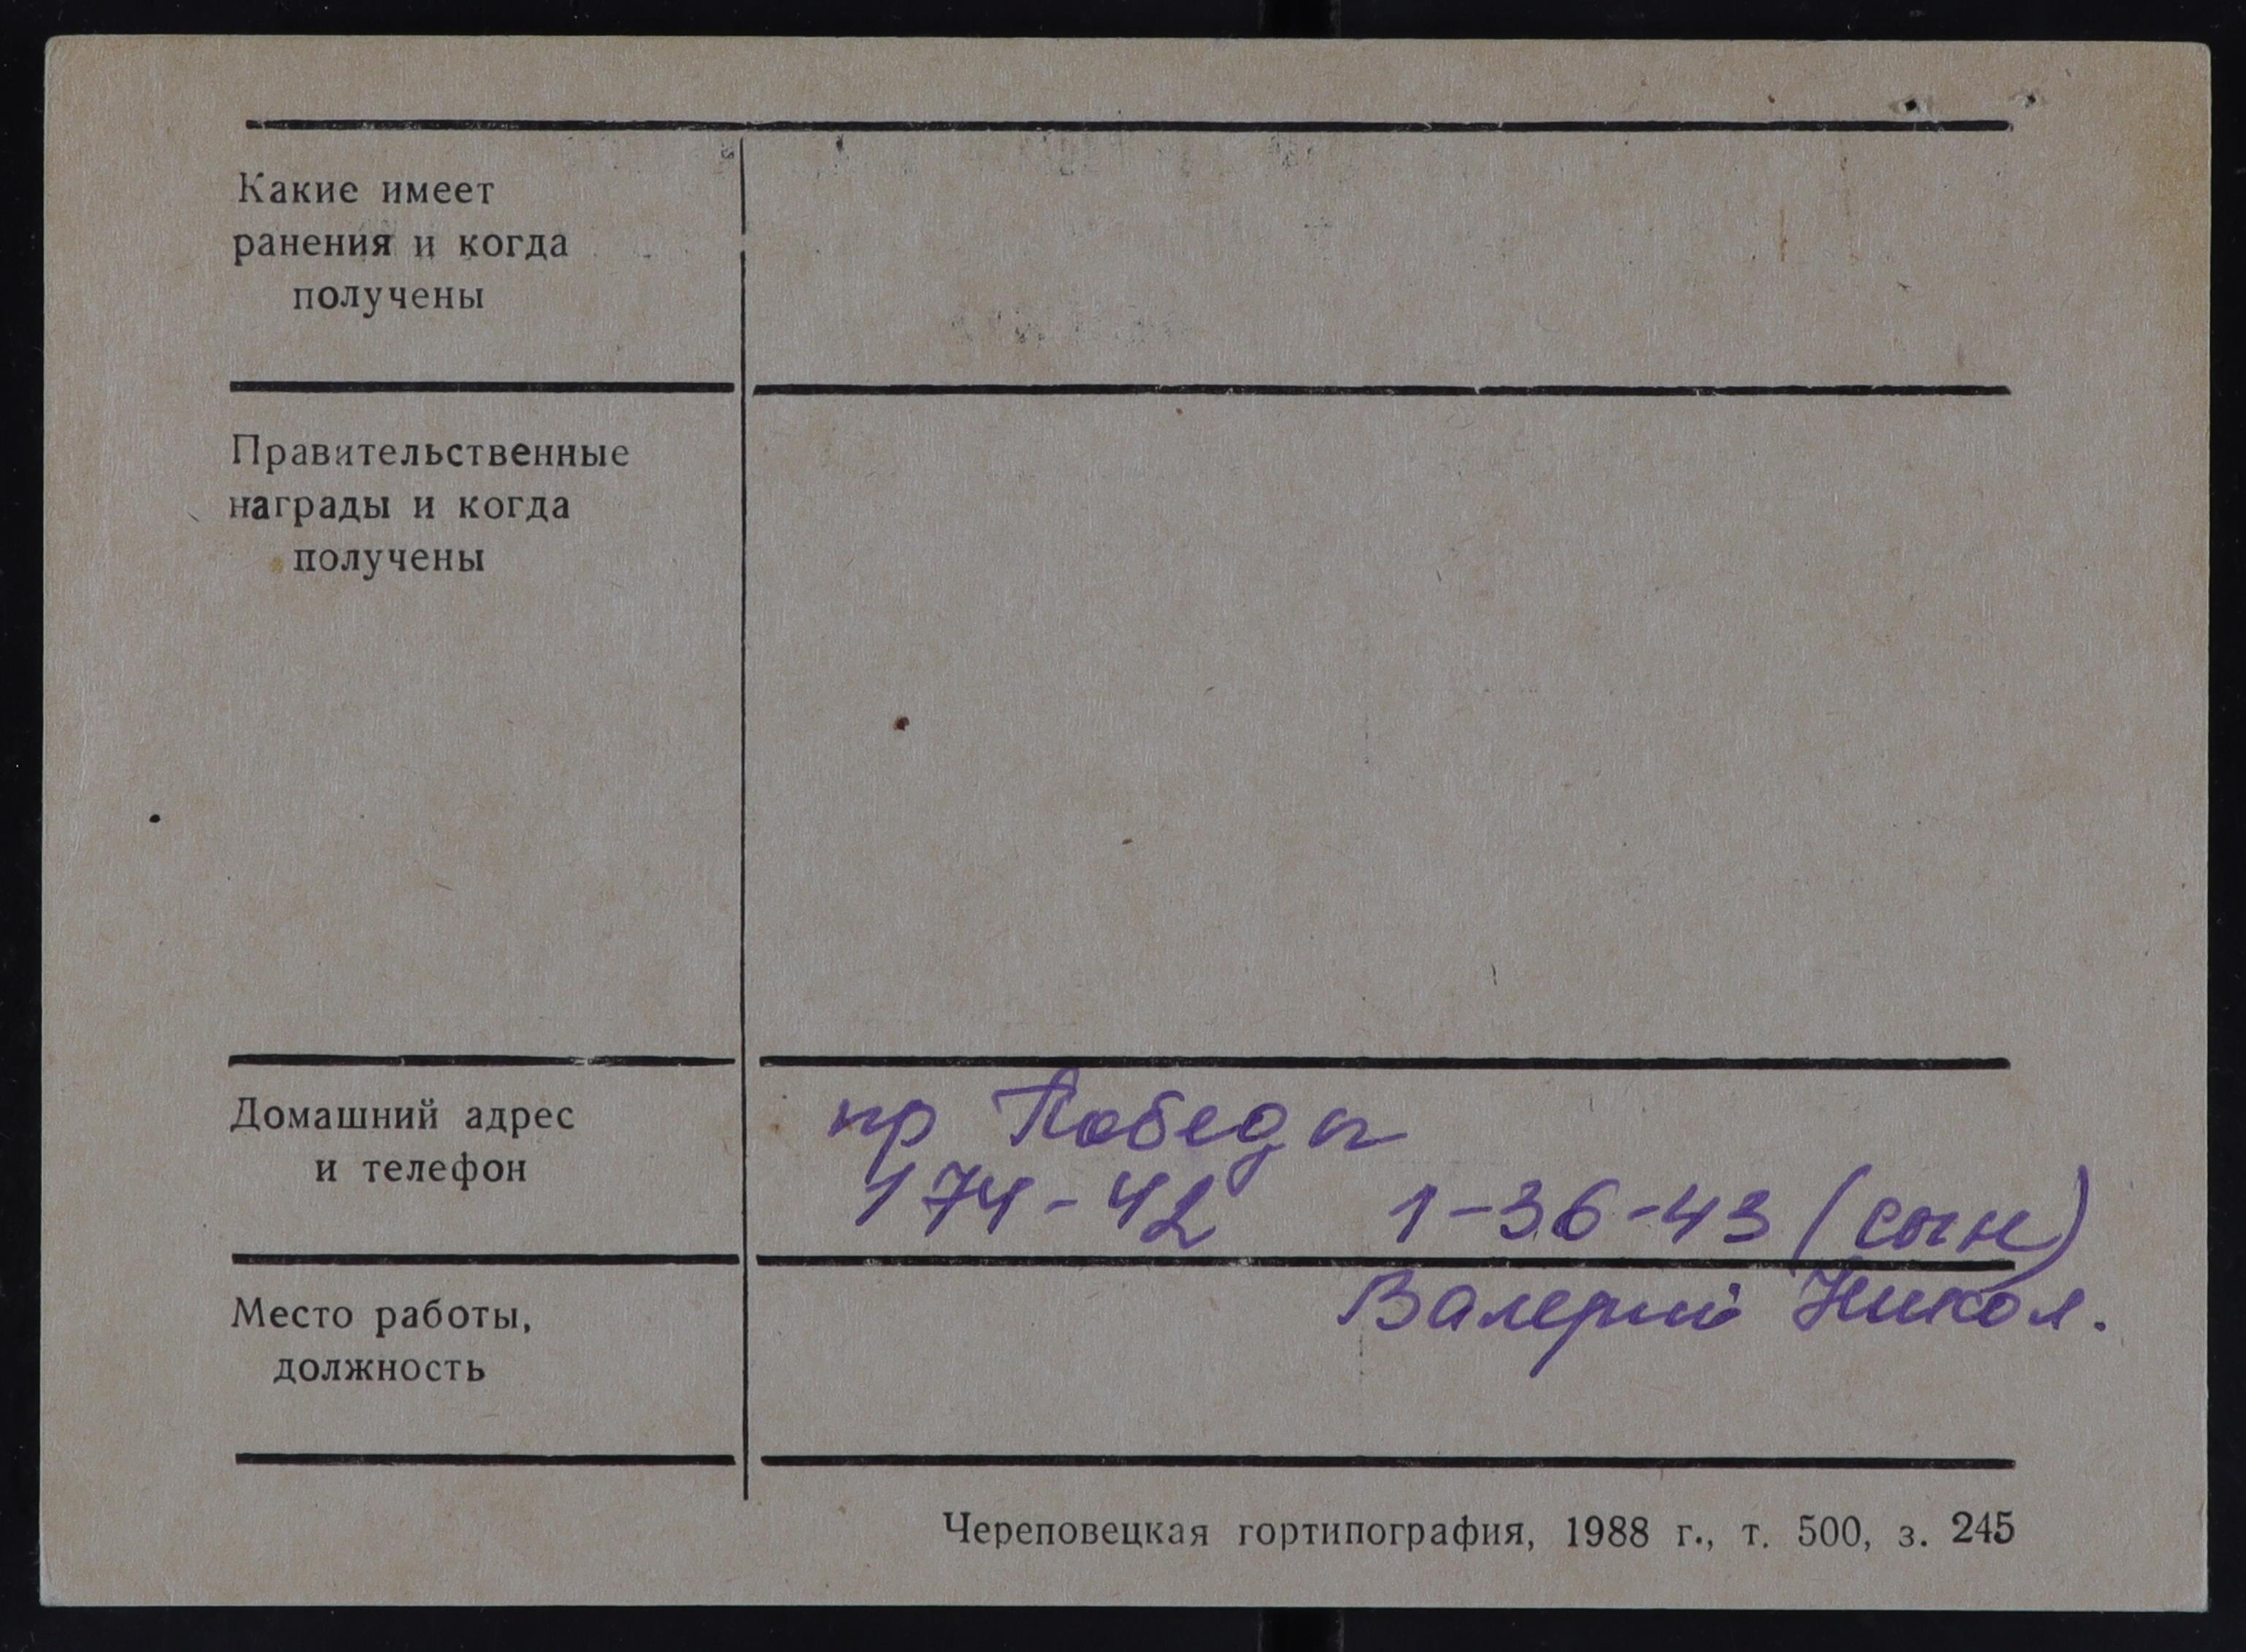 Какие имеет
ранения и когда
получены
Правительственные
награды и когда
получены
Домашний адрес
и телефон
пр Победы
174-42 1-36-43 (сын)
Валерий Никол.
Место работы,
должность
Череповецкая гортипография, 1988 г., т. 500, з. 245